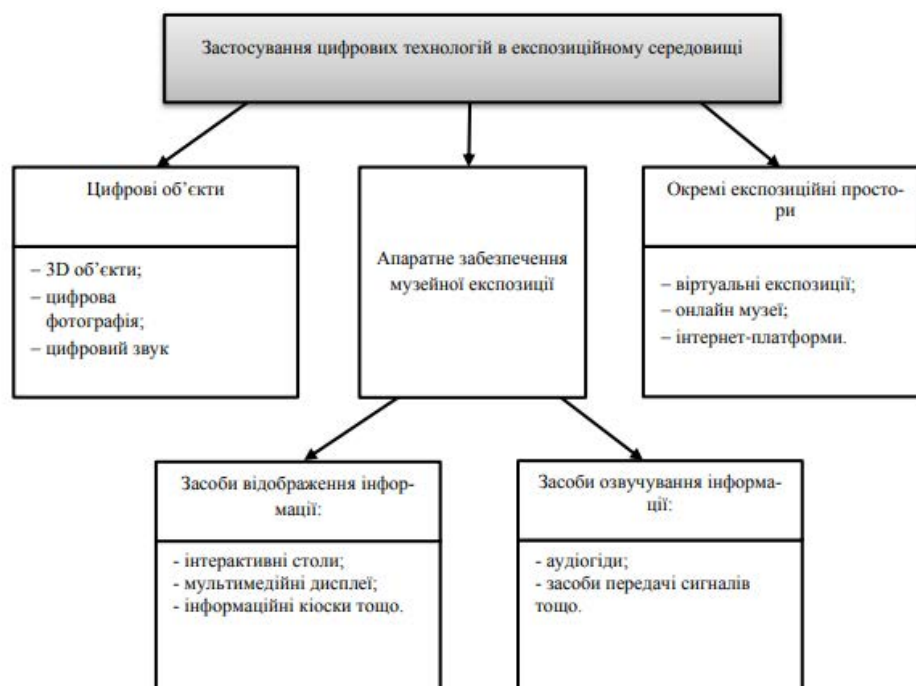 Застосування цифрових технологій в експозиційному середовищі
Цифрові об’єкти
– 3D об’єкти;
– цифрова
фотографія;
– цифровий звук
Апаратне забезпечення
музейної експозиції
Окремі експозиційні просто-
ри
– віртуальні експозиції;
– онлайн музеї;
– інтернет-платформи.
Засоби відображення інфор-
мації:
- інтерактивні столи;
- мультимедійні дисплеї;
- інформаційні кіоски тощо.
Засоби озвучування інформа-
ції:
- аудіогіди;
- засоби передачі сигналів
тощо.